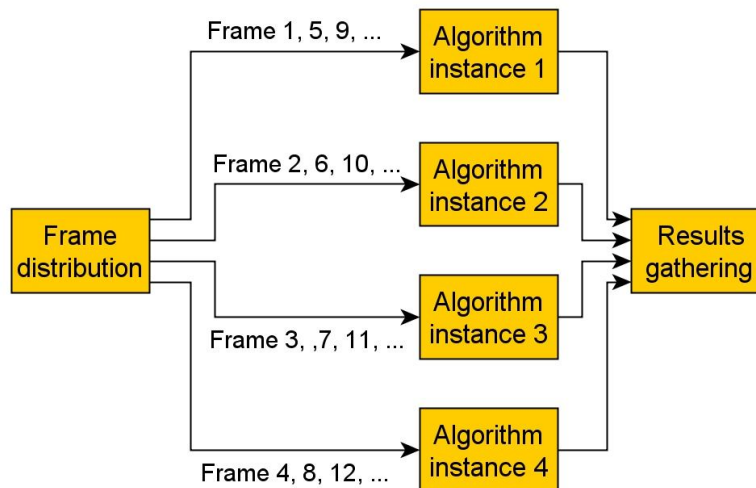 Frame 1, 5, 9, ...
Algorithm
instance 1
Frame 2, 6, 10, ...
Algorithm
instance 2
Frame
distribution
Results
gathering
Algorithm
instance 3
Frame 3, ,7, 11, ...
Algorithm
instance 4
Frame 4, 8, 12, ...